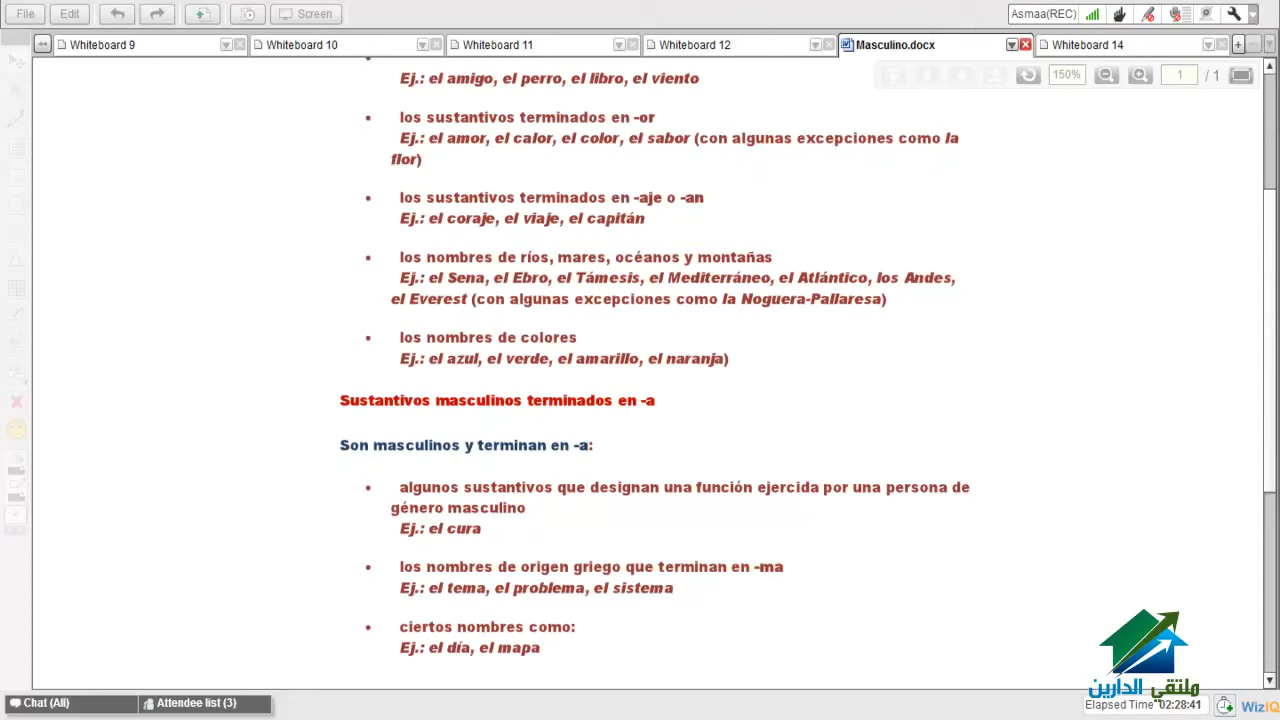 File Edit Screen Asmaa(REC)
Whiteboard 9 Whiteboard 10 Whiteboard 11 Whiteboard 12 Masculino.docx Whiteboard 14
150% 1 / 1
Ej.: el amigo, el perro, el libro, el viento
• los sustantivos terminados en -or
Ej.: el amor, el calor, el color, el sabor (con algunas excepciones como la
flor)
• los sustantivos terminados en -aje o -an
Ej.: el coraje, el viaje, el capitán
• los nombres de ríos, mares, océanos y montañas
Ej.: el Sena, el Ebro, el Támesis, el Mediterráneo, el Atlántico, los Andes,
el Everest (con algunas excepciones como la Noguera-Pallaresa)
• los nombres de colores
Ej.: el azul, el verde, el amarillo, el naranja)
Sustantivos masculinos terminados en -a
Son masculinos y terminan en -a:
• algunos sustantivos que designan una función ejercida por una persona de
género masculino
Ej.: el cura
• los nombres de origen griego que terminan en -ma
Ej.: el tema, el problema, el sistema
• ciertos nombres como:
Ej.: el día, el mapa
ملتقي الدارين
Chat (All) Attendee list (3) Elapsed Time 02:28:41 WizIQ